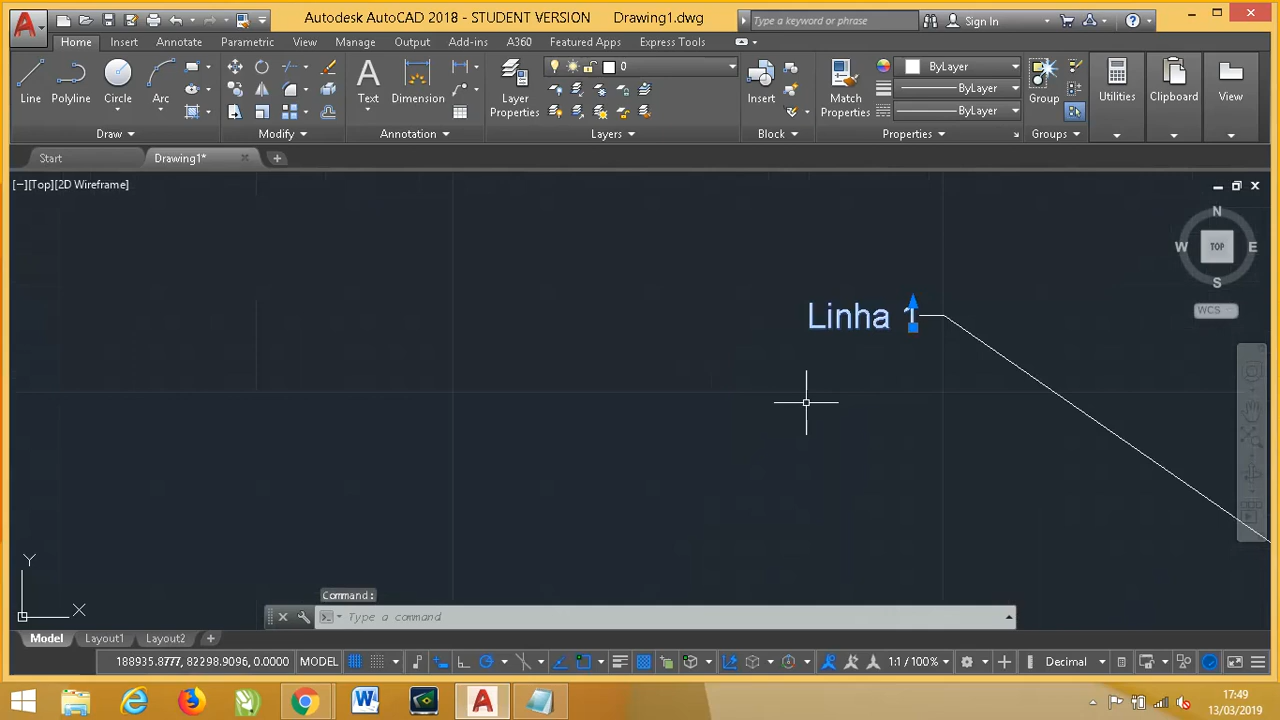 Autodesk AutoCAD 2018 - STUDENT VERSION Drawing1.dwg
Type a keyword or phrase
Sign In
Home Insert Annotate Parametric View Manage Output Add-ins A360 Featured Apps Express Tools
Line Polyline Circle Arc
Draw
Modify
Text Dimension
Annotation
Layer Properties
0
Layers
Insert
Block
Match Properties
ByLayer
ByLayer
ByLayer
Properties
Group
Groups
Utilities
Clipboard
View
Start Drawing1*
[−][Top][2D Wireframe]
N
W TOP E
S
WCS
Linha 1
Y
X
Command:
Type a command
Model Layout1 Layout2
188935.8777, 82298.9096, 0.0000 MODEL 1:1 / 100% Decimal
17:49
13/03/2019